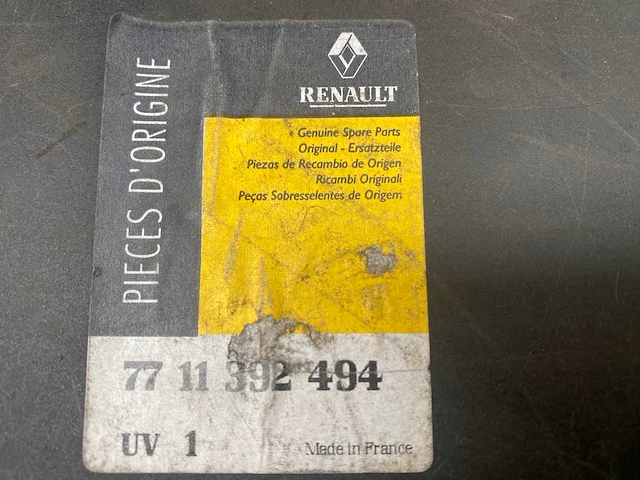 PIECES D'ORIGINE
RENAULT
Genuine Spare Parts
Original - Ersatzteile
Piezas de Recambio de Origen
Ricambi Originali
Peças Sobresselentes de Origem
77 11 392 494
UV 1
Made in France